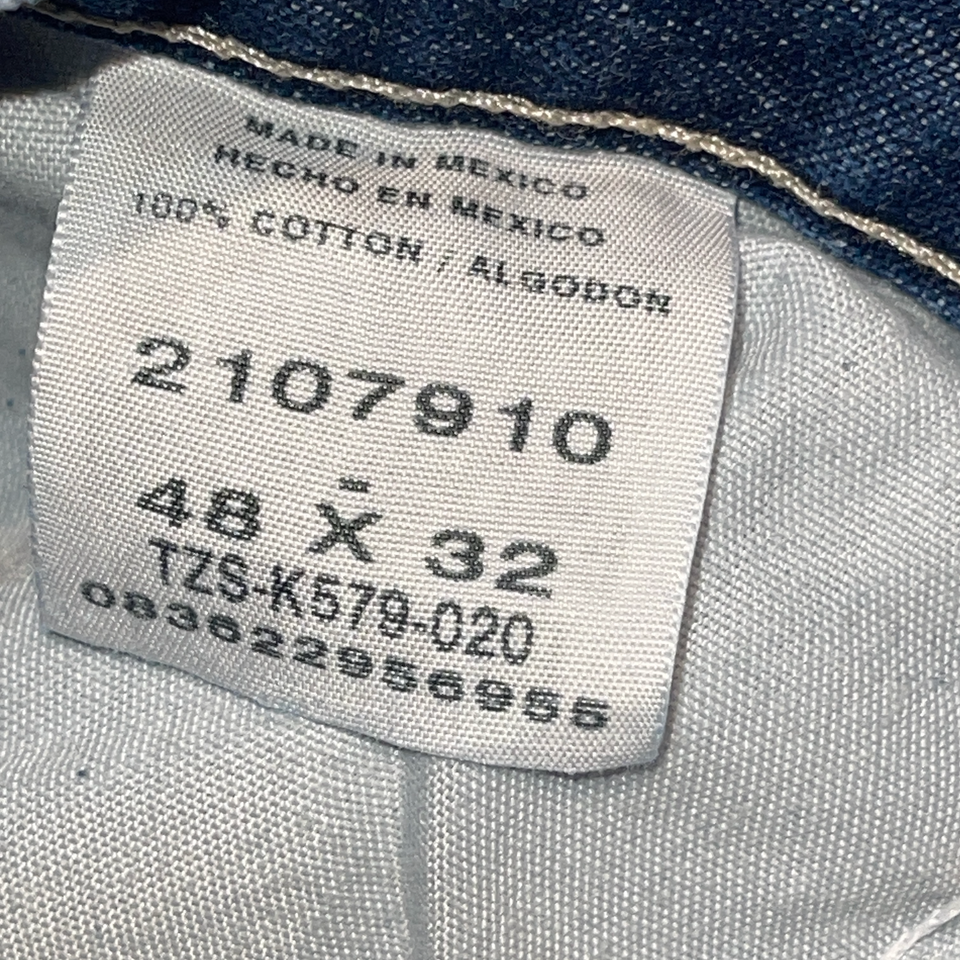 MADE IN MEXICO
HECHO EN MEXICO
100% COTTON / ALGODON
2107910
48 X 32
TZS-K579-020
083622956955